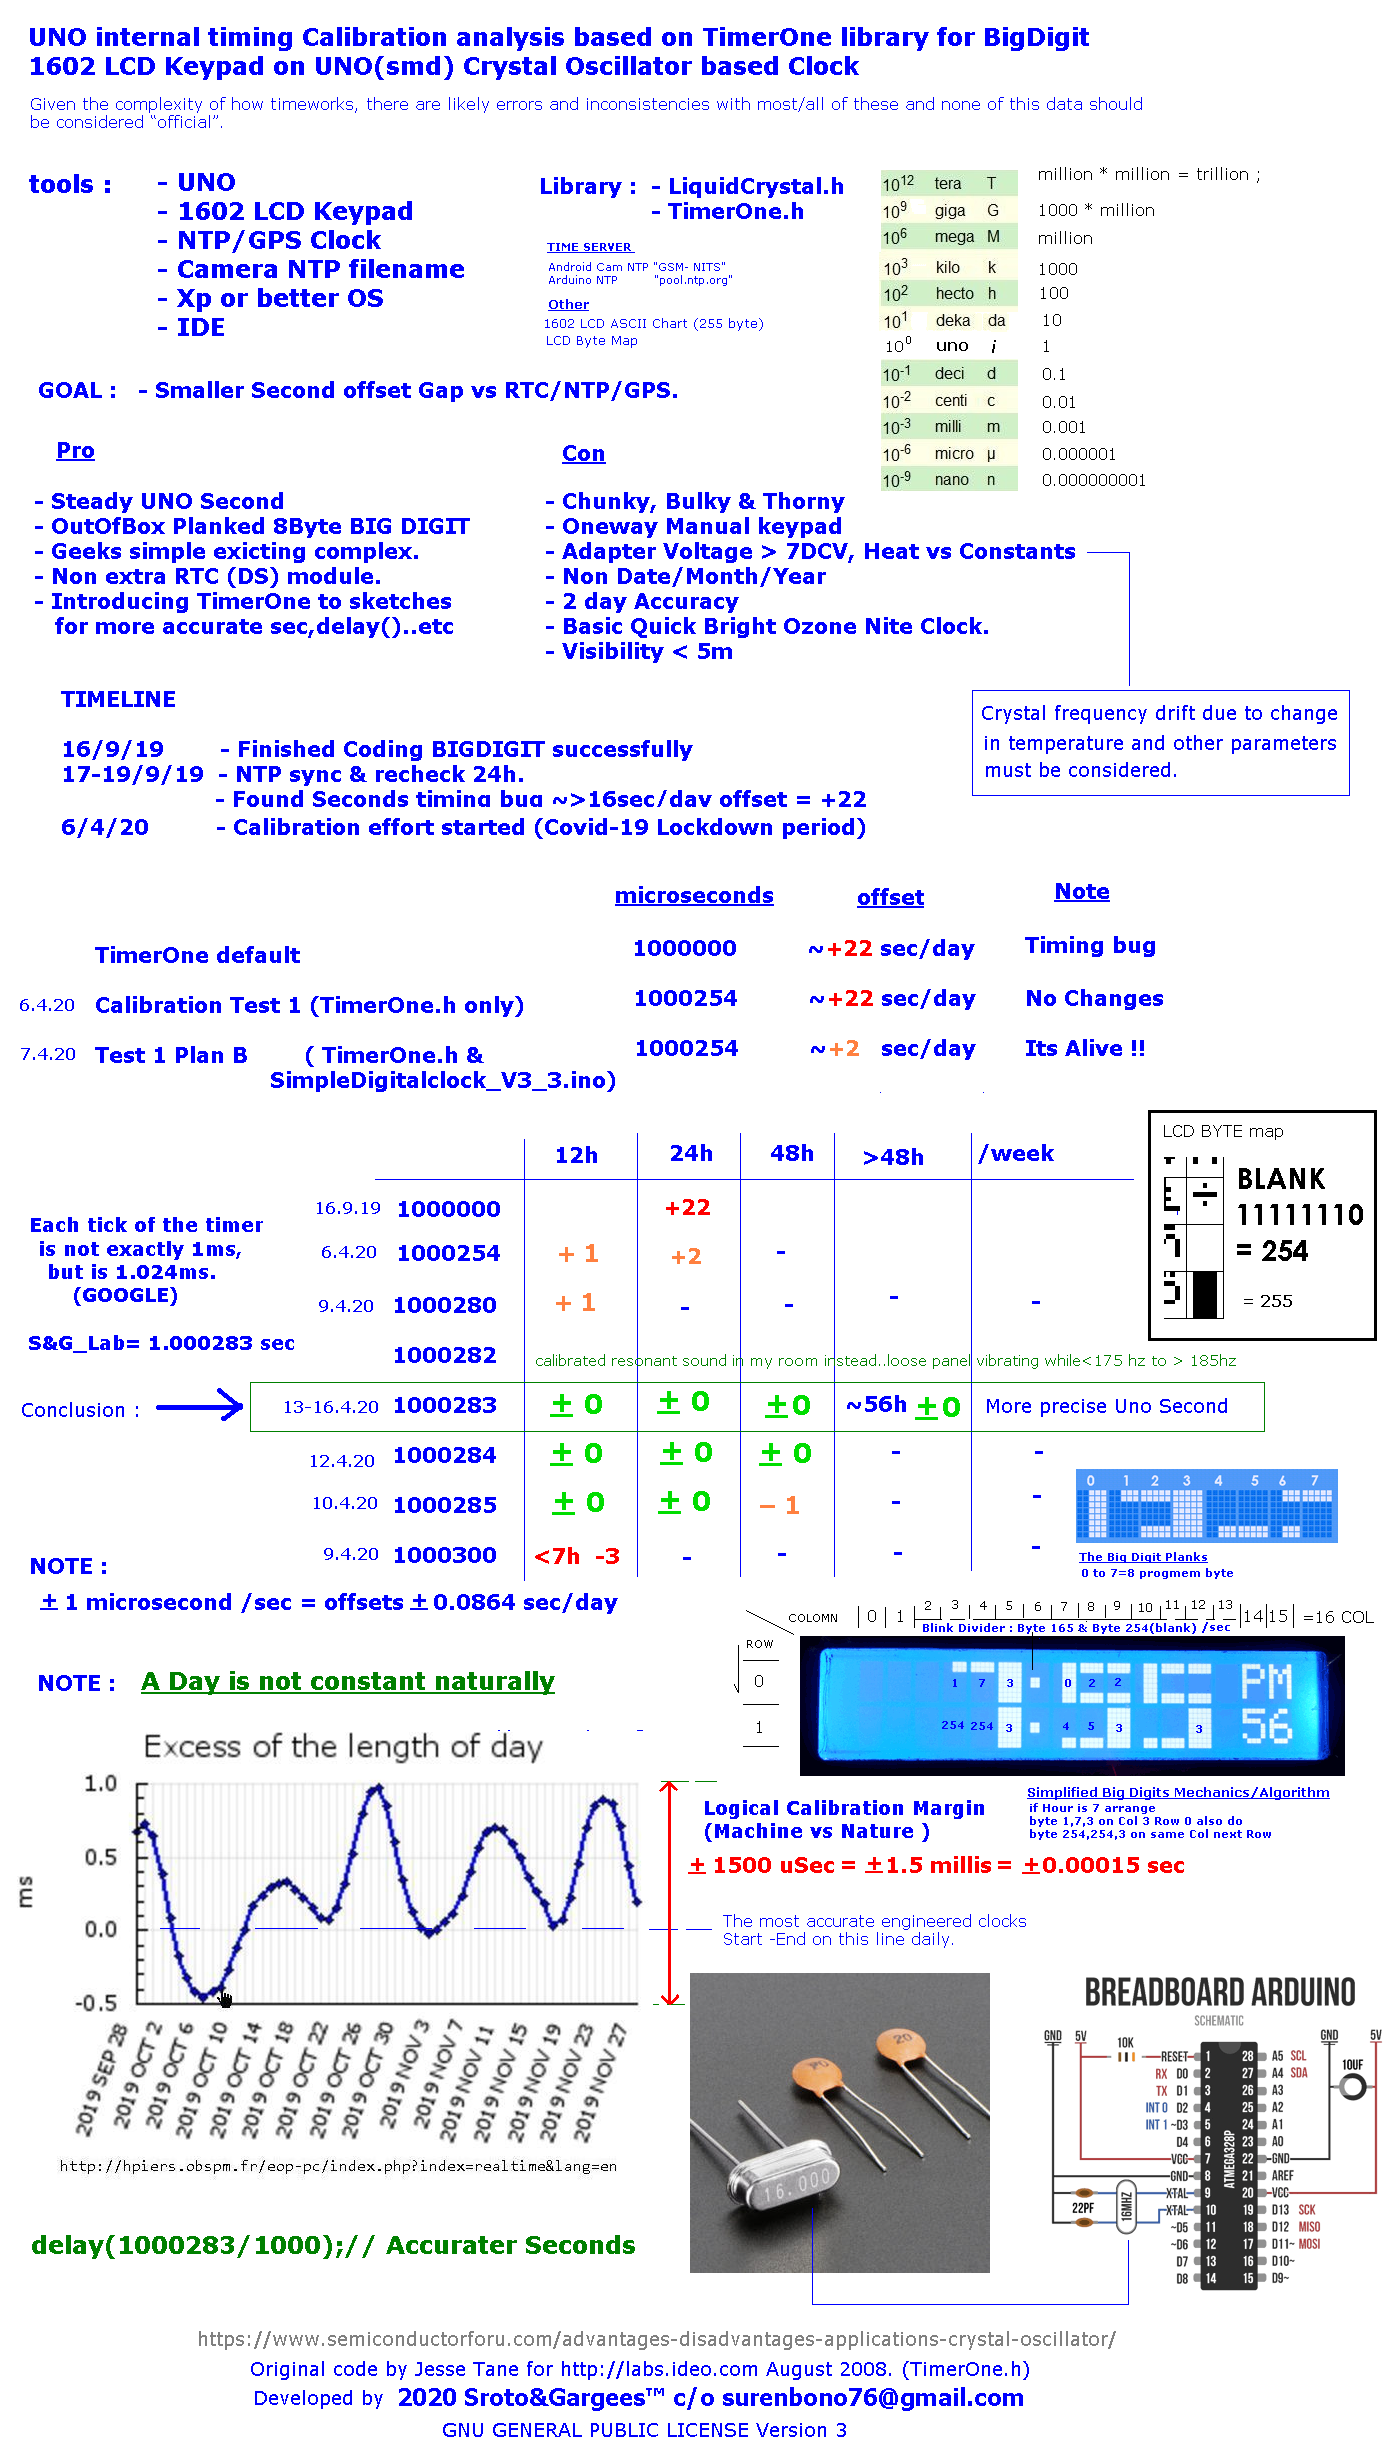 UNO internal timing Calibration analysis based on TimerOne library for BigDigit
1602 LCD Keypad on UNO(smd) Crystal Oscillator based Clock
Given the complexity of how timeworks, there are likely errors and inconsistencies with most/all of these and none of this data should
be considered “official”.
tools :
- UNO
- 1602 LCD Keypad
- NTP/GPS Clock
- Camera NTP filename
- Xp or better OS
- IDE
Library : - LiquidCrystal.h
- TimerOne.h
TIME SERVER
Android Cam NTP "GSM- NITS"
Arduino NTP "pool.ntp.org"
Other
1602 LCD ASCII Chart (255 byte)
LCD Byte Map
10¹² tera T million * million = trillion ;
10⁹ giga G 1000 * million
10⁶ mega M million
10³ kilo k 1000
10² hecto h 100
10¹ deka da 10
10⁰ uno i 1
10⁻¹ deci d 0.1
10⁻² centi c 0.01
10⁻³ milli m 0.001
10⁻⁶ micro µ 0.000001
10⁻⁹ nano n 0.000000001
GOAL : - Smaller Second offset Gap vs RTC/NTP/GPS.
Pro
- Steady UNO Second
- OutOfBox Planked 8Byte BIG DIGIT
- Geeks simple exicting complex.
- Non extra RTC (DS) module.
- Introducing TimerOne to sketches
for more accurate sec,delay()..etc
Con
- Chunky, Bulky & Thorny
- Oneway Manual keypad
- Adapter Voltage > 7DCV, Heat vs Constants
- Non Date/Month/Year
- 2 day Accuracy
- Basic Quick Bright Ozone Nite Clock.
- Visibility < 5m
Crystal frequency drift due to change
in temperature and other parameters
must be considered.
TIMELINE
16/9/19 - Finished Coding BIGDIGIT successfully
17-19/9/19 - NTP sync & recheck 24h.
- Found Seconds timing bug ~>16sec/day offset = +22
6/4/20 - Calibration effort started (Covid-19 Lockdown period)
microseconds offset Note
TimerOne default 1000000 ~+22 sec/day Timing bug
6.4.20 Calibration Test 1 (TimerOne.h only) 1000254 ~+22 sec/day No Changes
7.4.20 Test 1 Plan B ( TimerOne.h & 1000254 ~+2 sec/day Its Alive !!
SimpleDigitalclock_V3_3.ino)
12h 24h 48h >48h /week
16.9.19 1000000 +22
6.4.20 1000254 + 1 +2 -
9.4.20 1000280 + 1 - - - -
1000282 calibrated resonant sound in my room instead..loose panel vibrating while<175 hz to > 185hz
Conclusion : 13-16.4.20 1000283 ± 0 ± 0 ±0 ~56h ±0 More precise Uno Second
12.4.20 1000284 ± 0 ± 0 ± 0 - -
10.4.20 1000285 ± 0 ± 0 – 1 - -
9.4.20 1000300 <7h -3 - - - -
Each tick of the timer
is not exactly 1ms,
but is 1.024ms.
(GOOGLE)
S&G_Lab= 1.000283 sec
LCD BYTE map
÷
BLANK
11111110
= 254
= 255
0 1 2 3 4 5 6 7
The Big Digit Planks
0 to 7=8 progmem byte
NOTE :
± 1 microsecond /sec = offsets ± 0.0864 sec/day
COLOMN |0|1|2|3|4|5|6|7|8|9|10|11|12|13|14|15| =16 COL
Blink Divider : Byte 165 & Byte 254(blank) /sec
ROW
0
1
1 7 3 0 2 2 PM
254 254 3 4 5 3 3 56
NOTE : A Day is not constant naturally
Excess of the length of day
1.0
0.5
0.0
-0.5
ms
2019 SEP 28
2019 OCT 2
2019 OCT 6
2019 OCT 10
2019 OCT 14
2019 OCT 18
2019 OCT 22
2019 OCT 26
2019 OCT 30
2019 NOV 3
2019 NOV 7
2019 NOV 11
2019 NOV 15
2019 NOV 19
2019 NOV 23
2019 NOV 27
http://hpiers.obspm.fr/eop-pc/index.php?index=realtime&lang=en
Simplified Big Digits Mechanics/Algorithm
if Hour is 7 arrange
byte 1,7,3 on Col 3 Row 0 also do
byte 254,254,3 on same Col next Row
Logical Calibration Margin
(Machine vs Nature )
± 1500 uSec = ±1.5 millis = ±0.00015 sec
The most accurate engineered clocks
Start -End on this line daily.
20
16.000
BREADBOARD ARDUINO
SCHEMATIC
GND 5V 10K GND 5V
10UF
RESET 1 28 A5 SCL
RX D0 2 27 A4 SDA
TX D1 3 26 A3
INT 0 D2 4 25 A2
INT 1 ~D3 5 24 A1
D4 6 23 A0
VCC 7 22 GND
GND 8 21 AREF
XTAL 9 20 VCC
XTAL 10 19 D13 SCK
~D5 11 18 D12 MISO
~D6 12 17 D11~ MOSI
D7 13 16 D10~
D8 14 15 D9~
ATMEGA328P
22PF
16MHZ
delay(1000283/1000);// Accurater Seconds
https://www.semiconductorforu.com/advantages-disadvantages-applications-crystal-oscillator/
Original code by Jesse Tane for http://labs.ideo.com August 2008. (TimerOne.h)
Developed by 2020 Sroto&Gargees™ c/o surenbono76@gmail.com
GNU GENERAL PUBLIC LICENSE Version 3